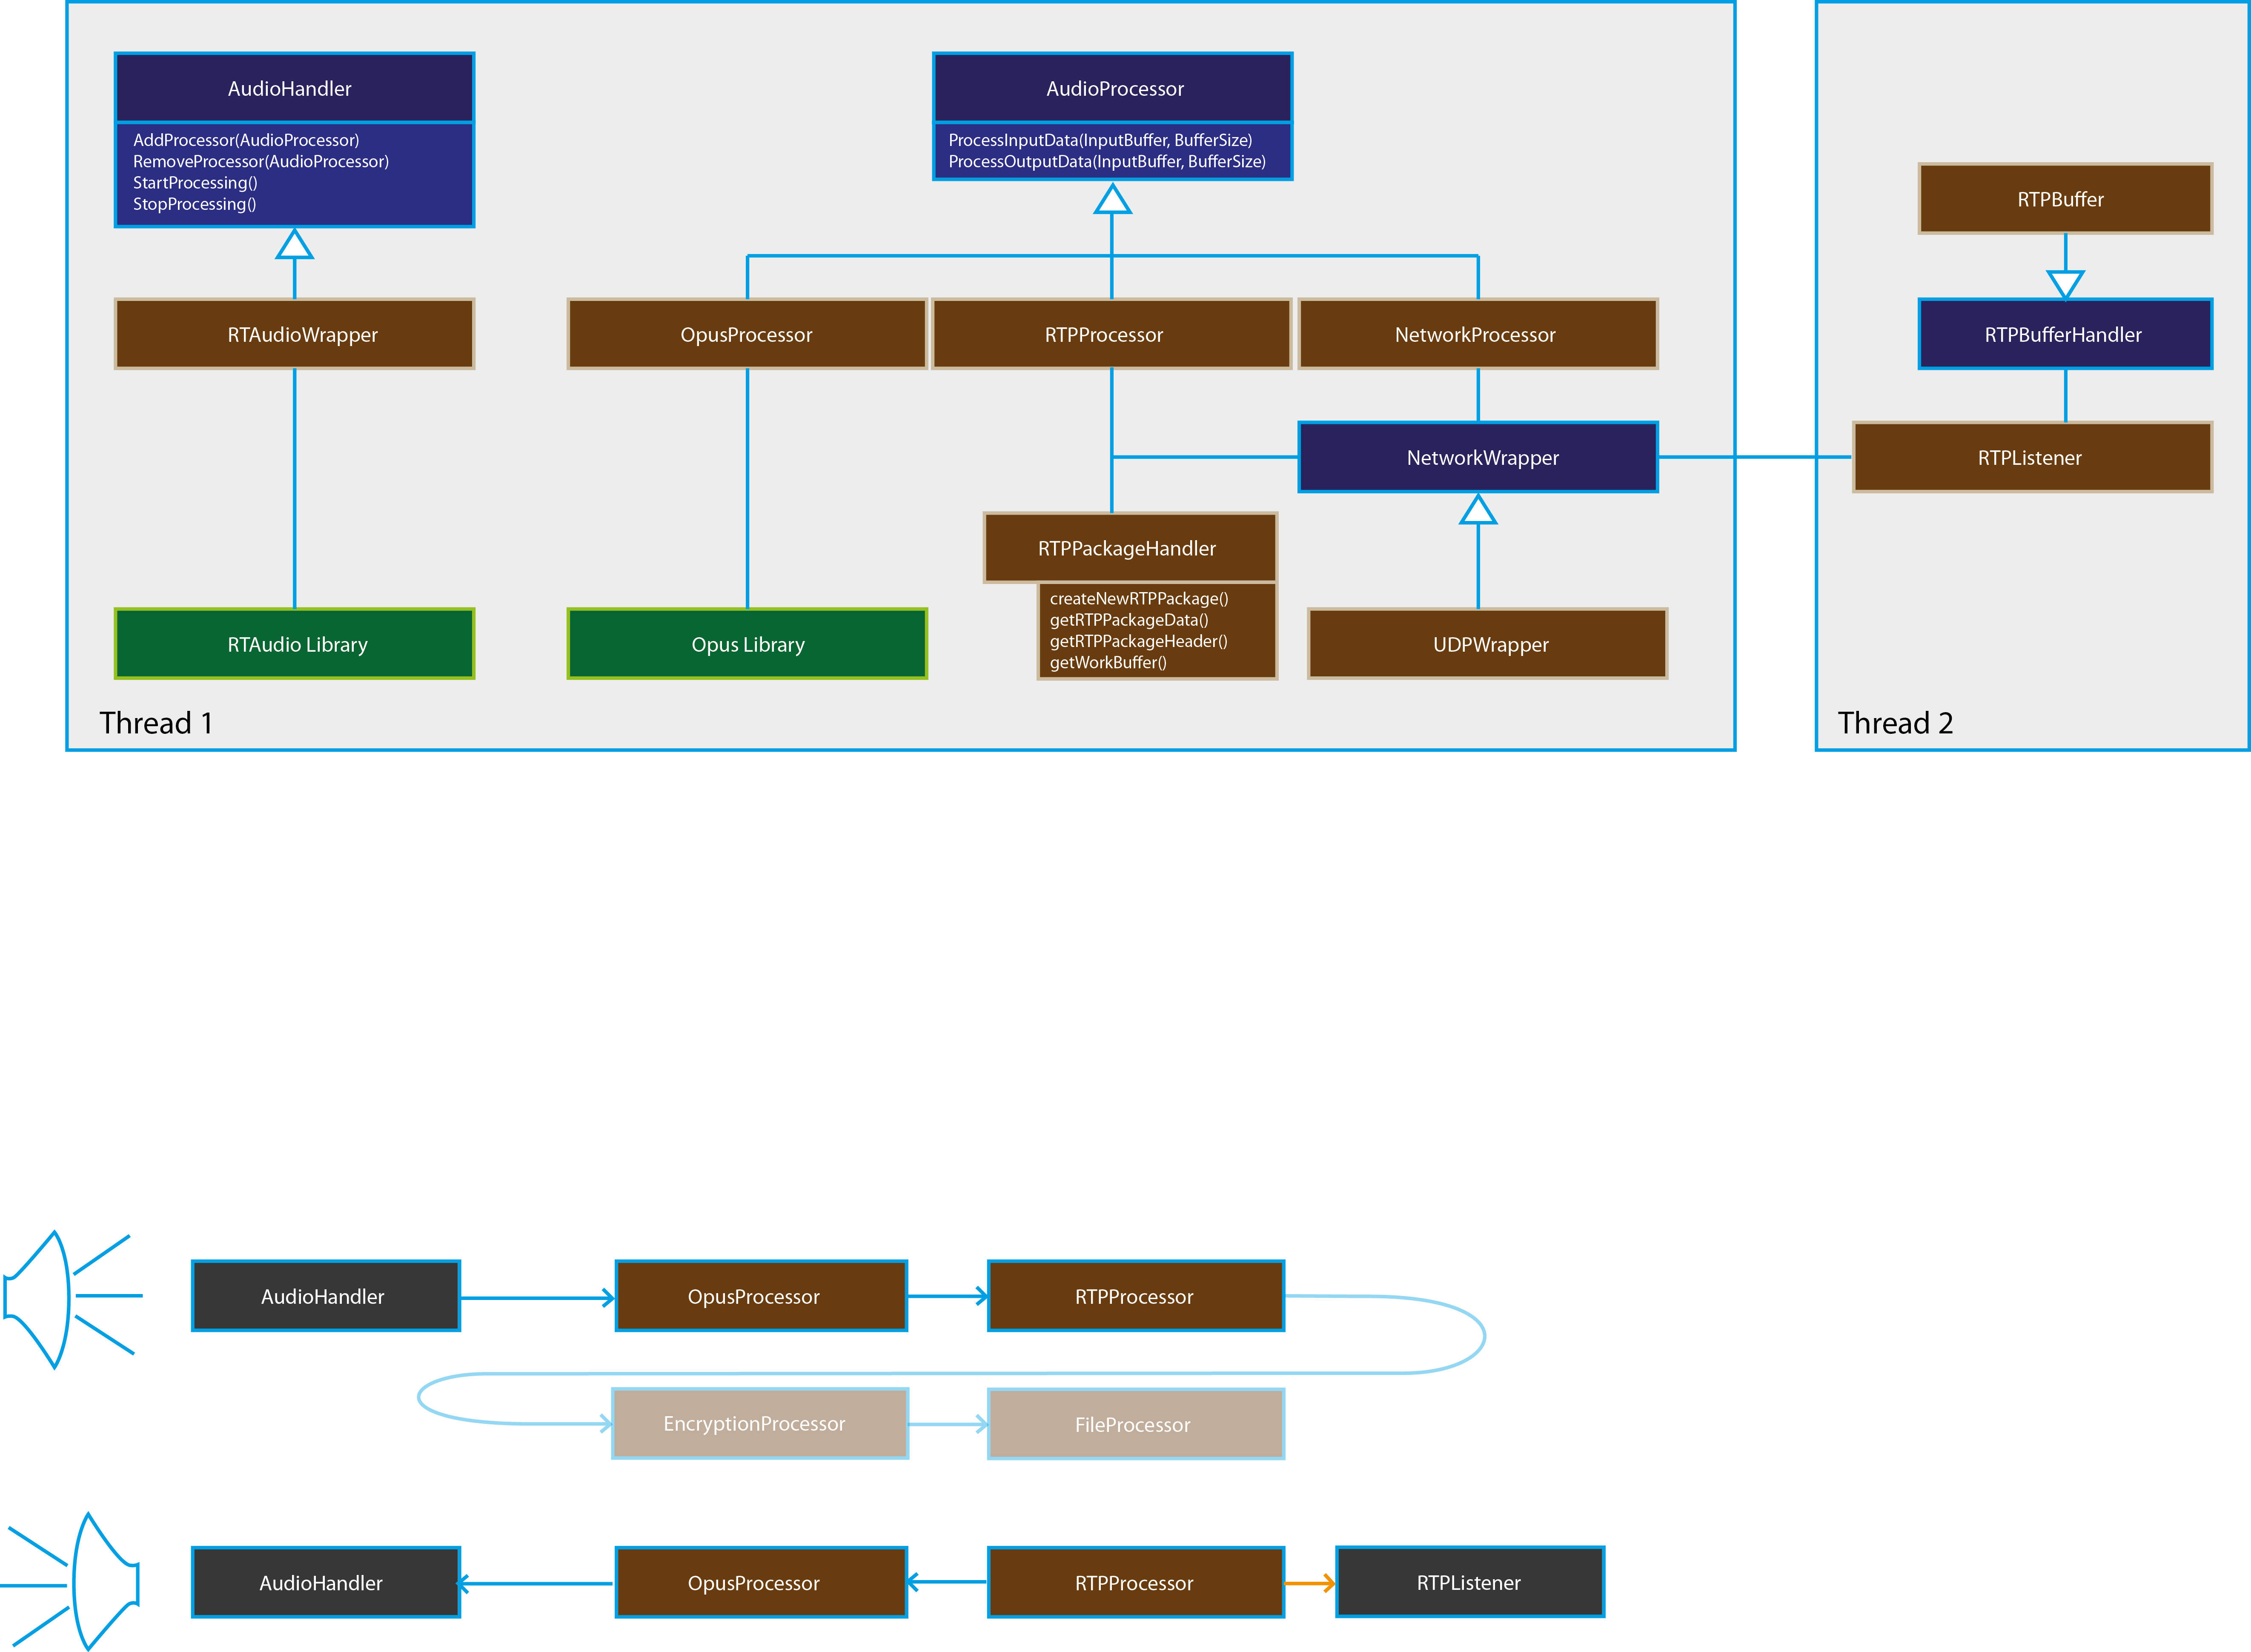 AudioHandler
AddProcessor(AudioProcessor)
RemoveProcessor(AudioProcessor)
StartProcessing()
StopProcessing()
AudioProcessor
ProcessInputData(InputBuffer, BufferSize)
ProcessOutputData(InputBuffer, BufferSize)
RTAudioWrapper
OpusProcessor
RTPProcessor
NetworkProcessor
NetworkWrapper
RTPPackageHandler
createNewRTPPackage()
getRTPPackageData()
getRTPPackageHeader()
getWorkBuffer()
RTAudio Library
Opus Library
UDPWrapper
Thread 1
RTPBuffer
RTPBufferHandler
RTPListener
Thread 2
AudioHandler
OpusProcessor
RTPProcessor
EncryptionProcessor
FileProcessor
AudioHandler
OpusProcessor
RTPProcessor
RTPListener